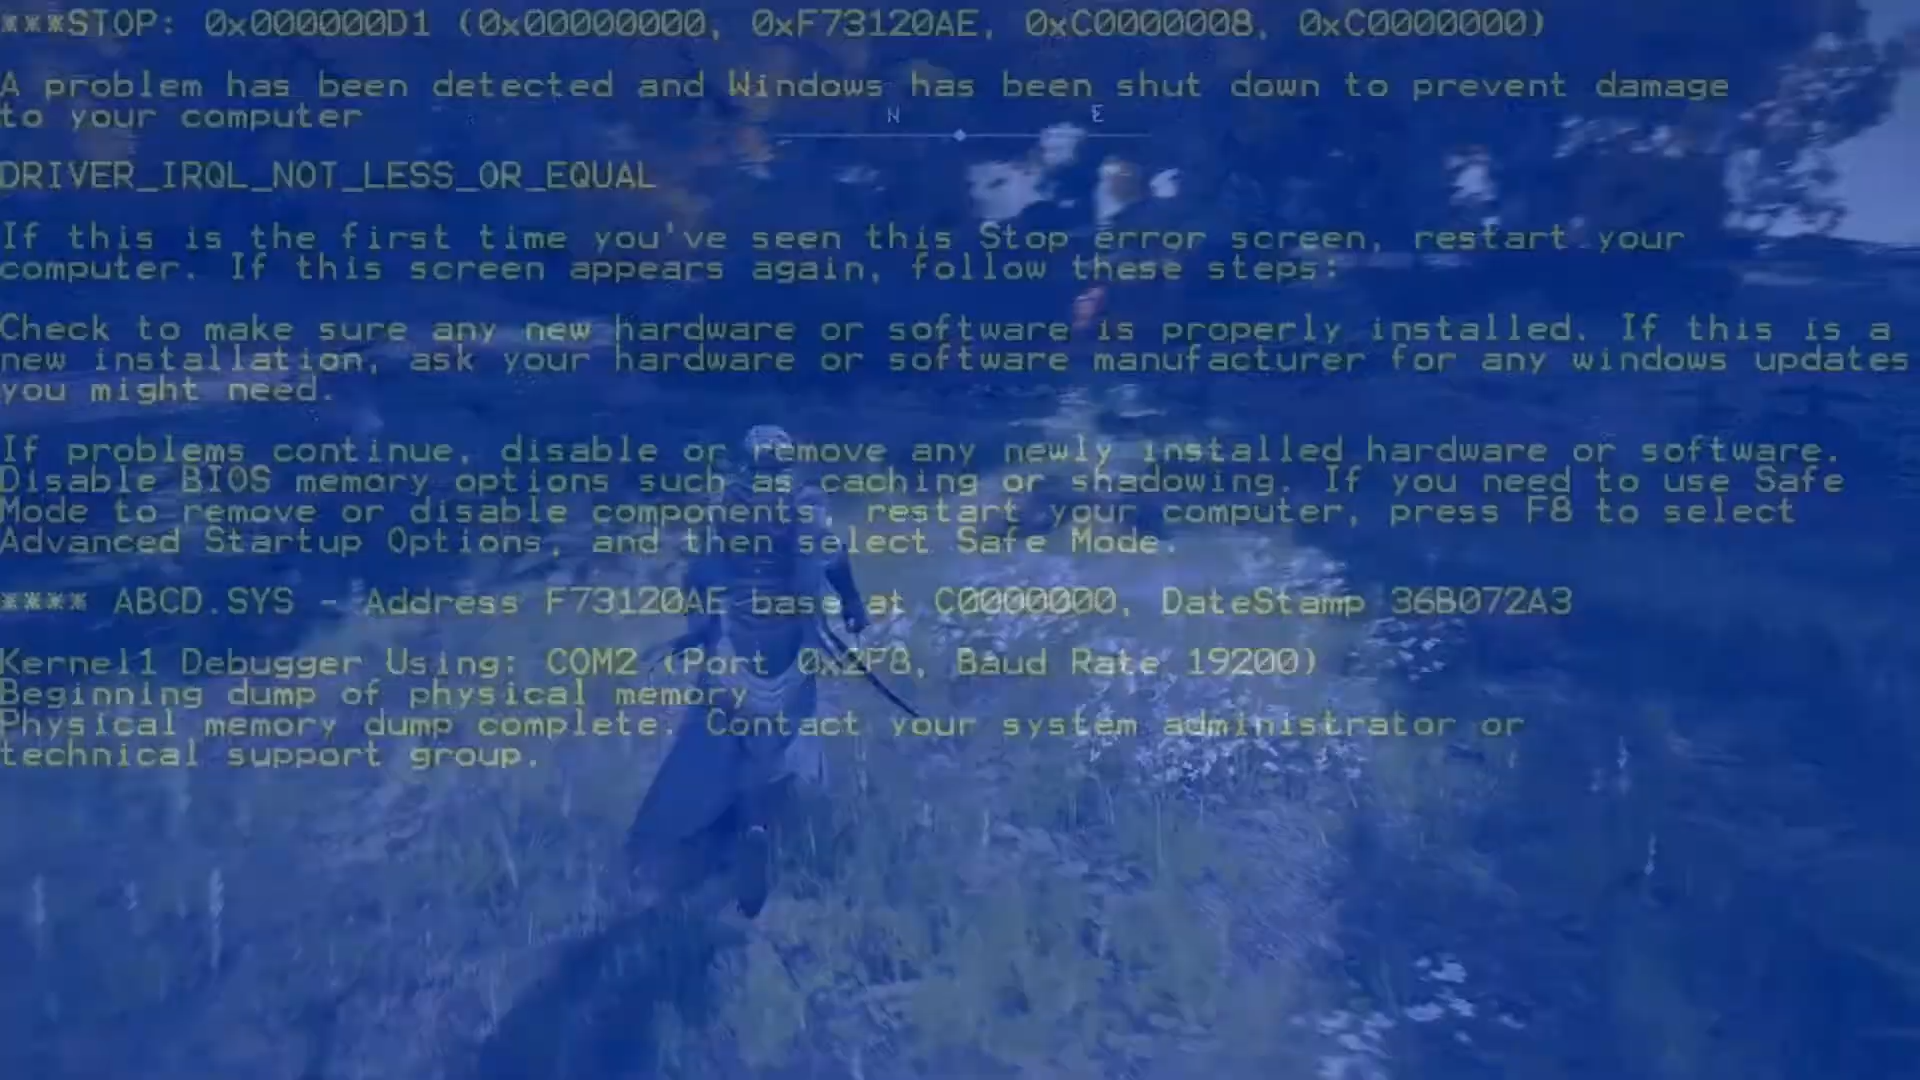 ***STOP: 0x000000D1 (0x00000000, 0xF73120AE, 0xC0000008, 0xC0000000)
A problem has been detected and Windows has been shut down to prevent damage
to your computer
N E
DRIVER_IRQL_NOT_LESS_OR_EQUAL
If this is the first time you've seen this Stop error screen, restart your
computer. If this screen appears again, follow these steps:
Check to make sure any new hardware or software is properly installed. If this is a
new installation, ask your hardware or software manufacturer for any windows updates
you might need.
If problems continue, disable or remove any newly installed hardware or software.
Disable BIOS memory options such as caching or shadowing. If you need to use Safe
Mode to remove or disable components, restart your computer, press F8 to select
Advanced Startup Options, and then select Safe Mode.
**** ABCD.SYS - Address F73120AE base at C0000000, DateStamp 36B072A3
Kernel1 Debugger Using: COM2 (Port 0x2F8, Baud Rate 19200)
Beginning dump of physical memory
Physical memory dump complete. Contact your system administrator or
technical support group.